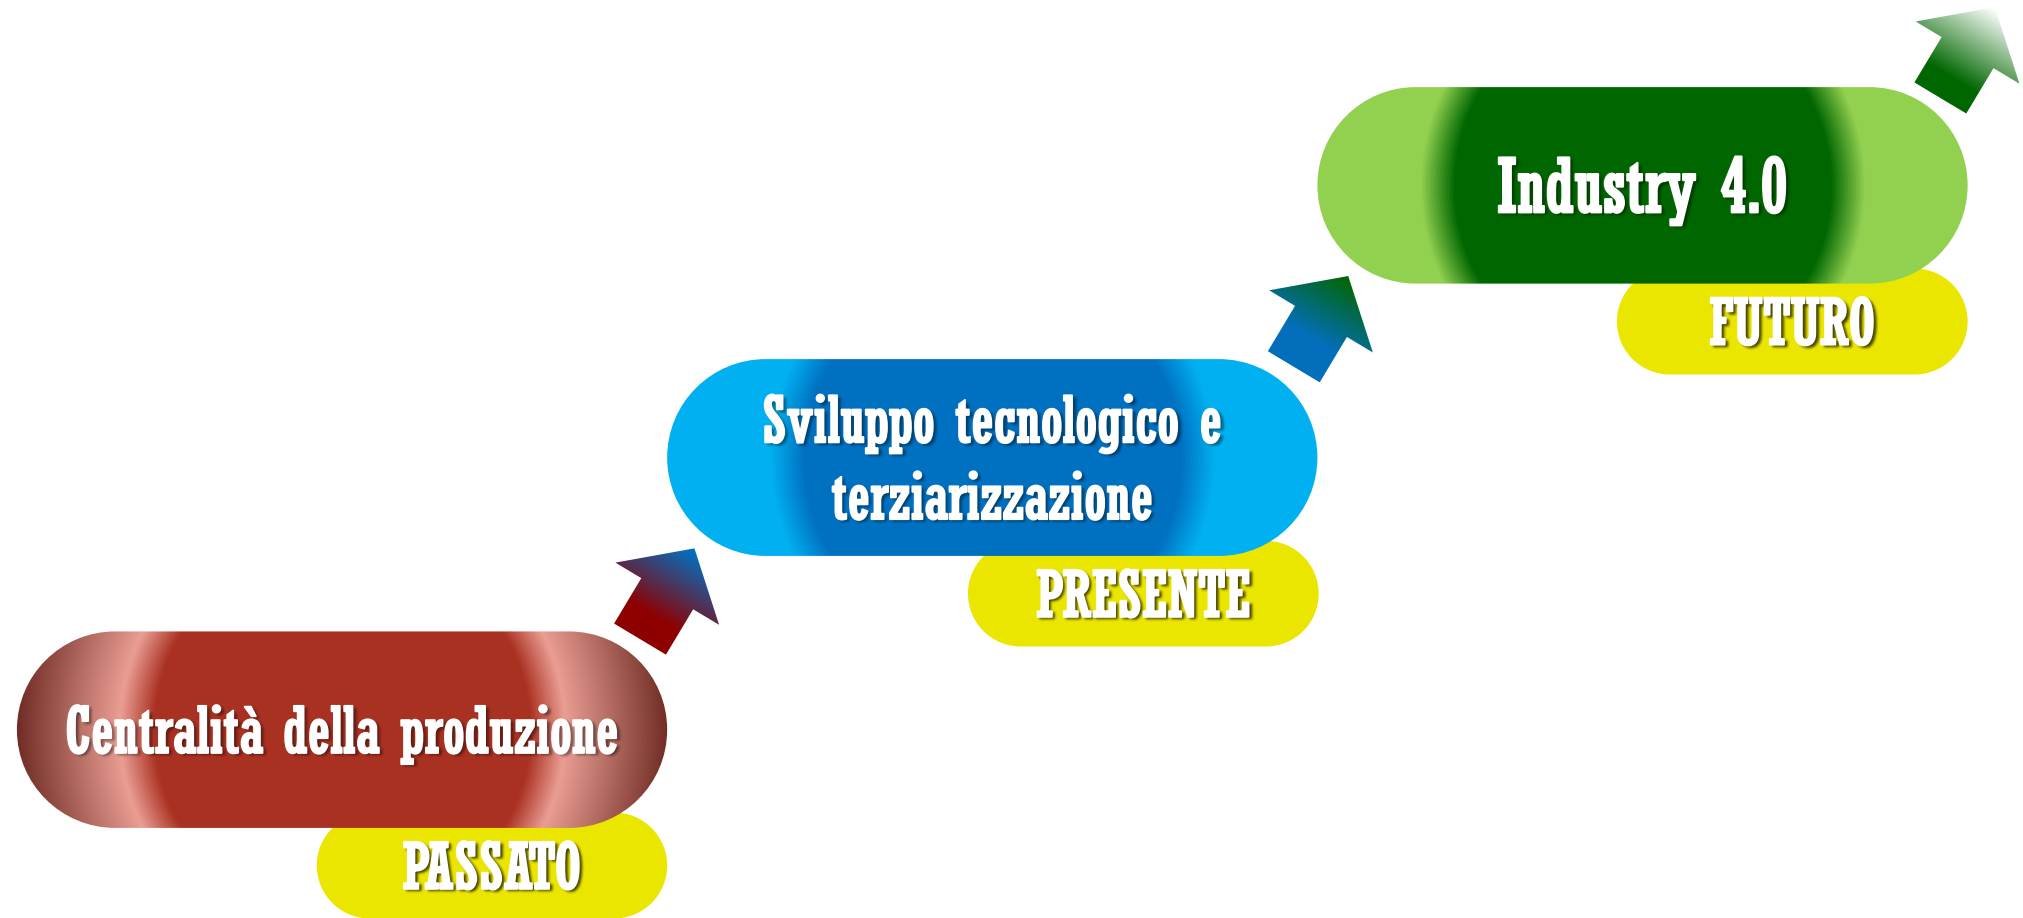 Industry 4.0
FUTURO
Sviluppo tecnologico e
terziarizzazione
PRESENTE
Centralità della produzione
PASSATO